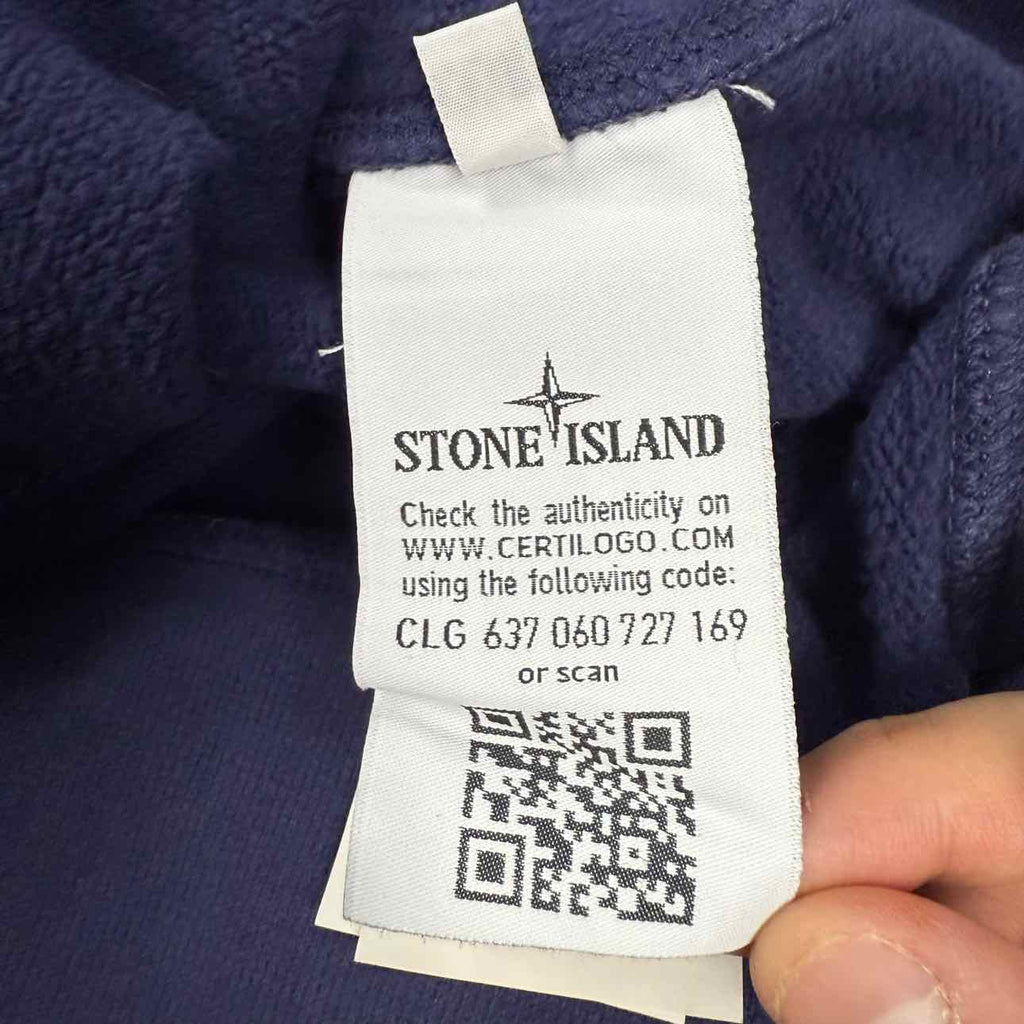 STONE ISLAND
Check the authenticity on
WWW.CERTILOGO.COM
using the following code:
CLG 637 060 727 169
or scan